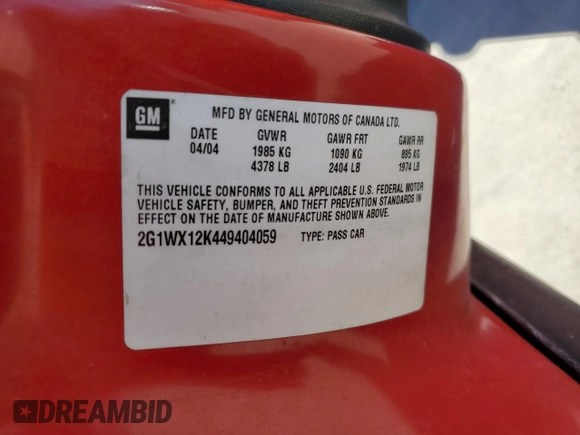 GM
MFD BY GENERAL MOTORS OF CANADA LTD.
DATE GVWR GAWR FRT GAWR RR
04/04 1985 KG 1090 KG 895 KG
4378 LB 2404 LB 1974 LB
THIS VEHICLE CONFORMS TO ALL APPLICABLE U.S. FEDERAL MOTOR
VEHICLE SAFETY, BUMPER, AND THEFT PREVENTION STANDARDS IN
EFFECT ON THE DATE OF MANUFACTURE SHOWN ABOVE.
2G1WX12K449404059 TYPE: PASS CAR
DREAMBID